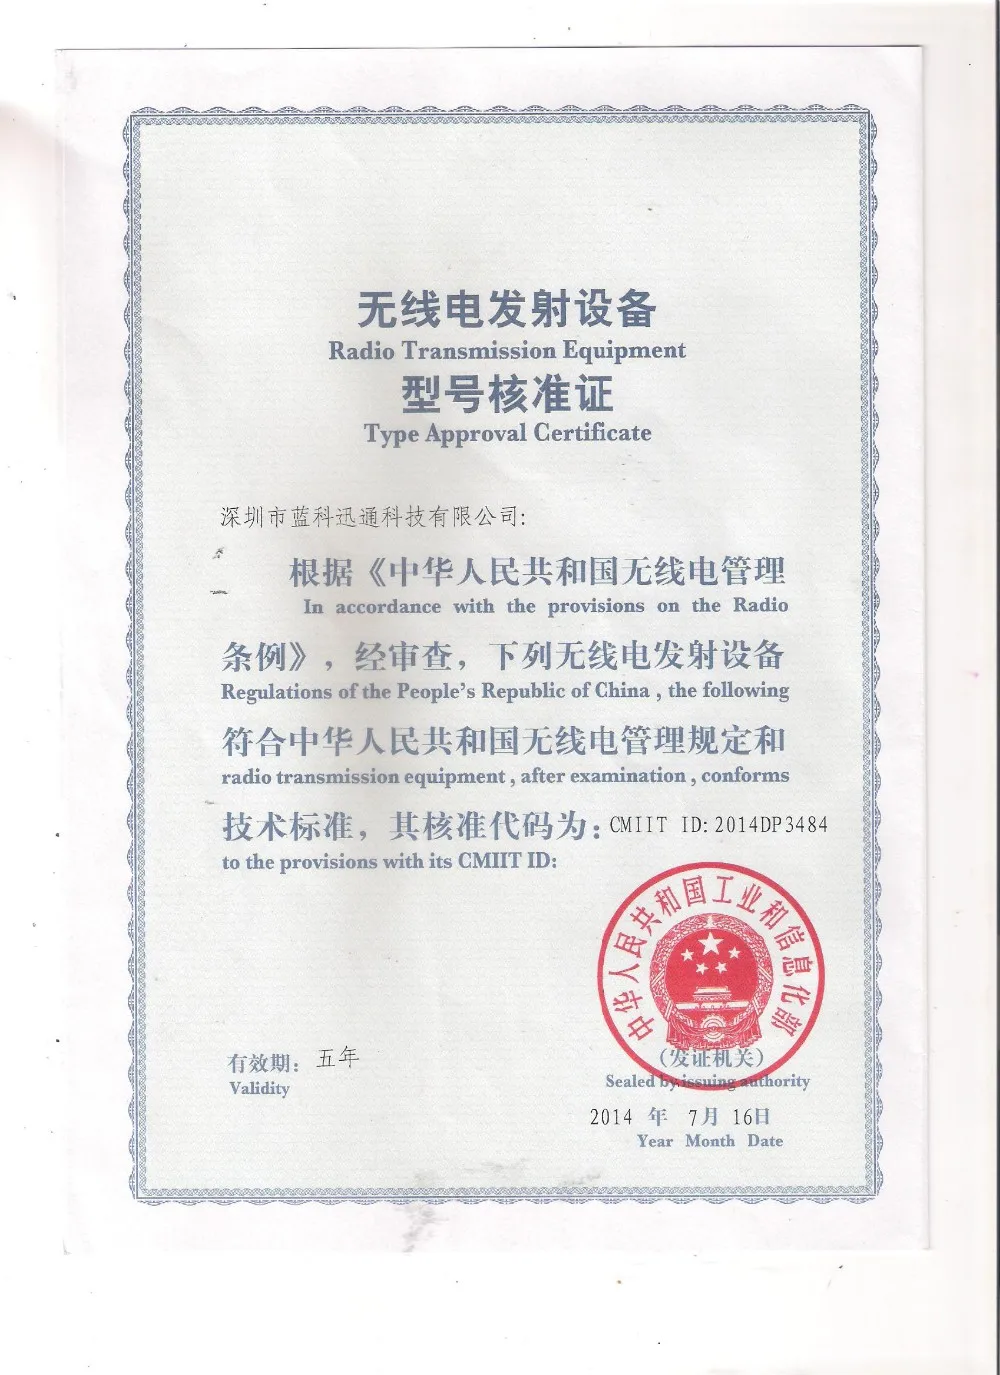 无线电发射设备
Radio Transmission Equipment
型号核准证
Type Approval Certificate
深圳市蓝科迅通科技有限公司:
根据《中华人民共和国无线电管理
In accordance with the provisions on the Radio
条例》，经审查，下列无线电发射设备
Regulations of the People's Republic of China , the following
符合中华人民共和国无线电管理规定和
radio transmission equipment , after examination , conforms
技术标准，其核准代码为：CMIIT ID:2014DP3484
to the provisions with its CMIIT ID:
中华人民共和国工业和信息化部
有效期：五年
Validity
（发证机关）
Sealed by issuing authority
2014 年 7月 16日
Year Month Date